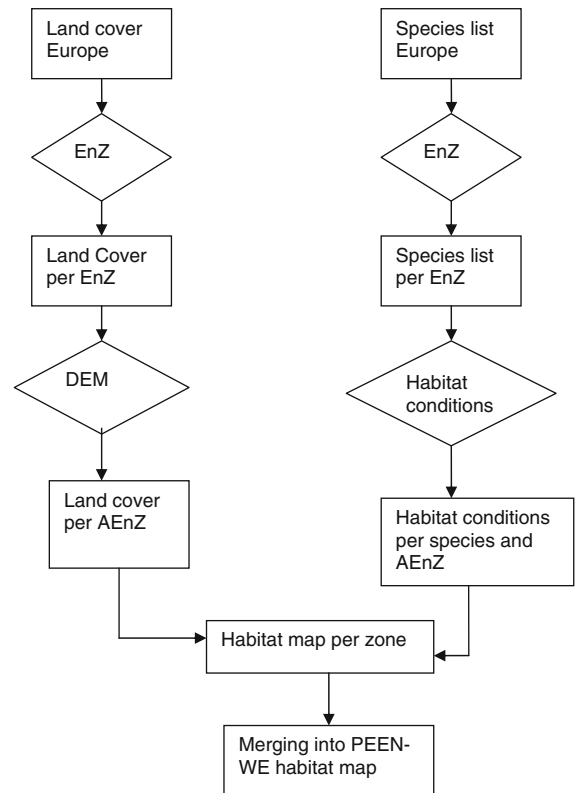 Land cover
Europe
Species list
Europe
EnZ
EnZ
Land Cover
per EnZ
Species list
per EnZ
DEM
Habitat
conditions
Land cover
per AEnZ
Habitat conditions
per species and
AEnZ
Habitat map per zone
Merging into PEEN-
WE habitat map